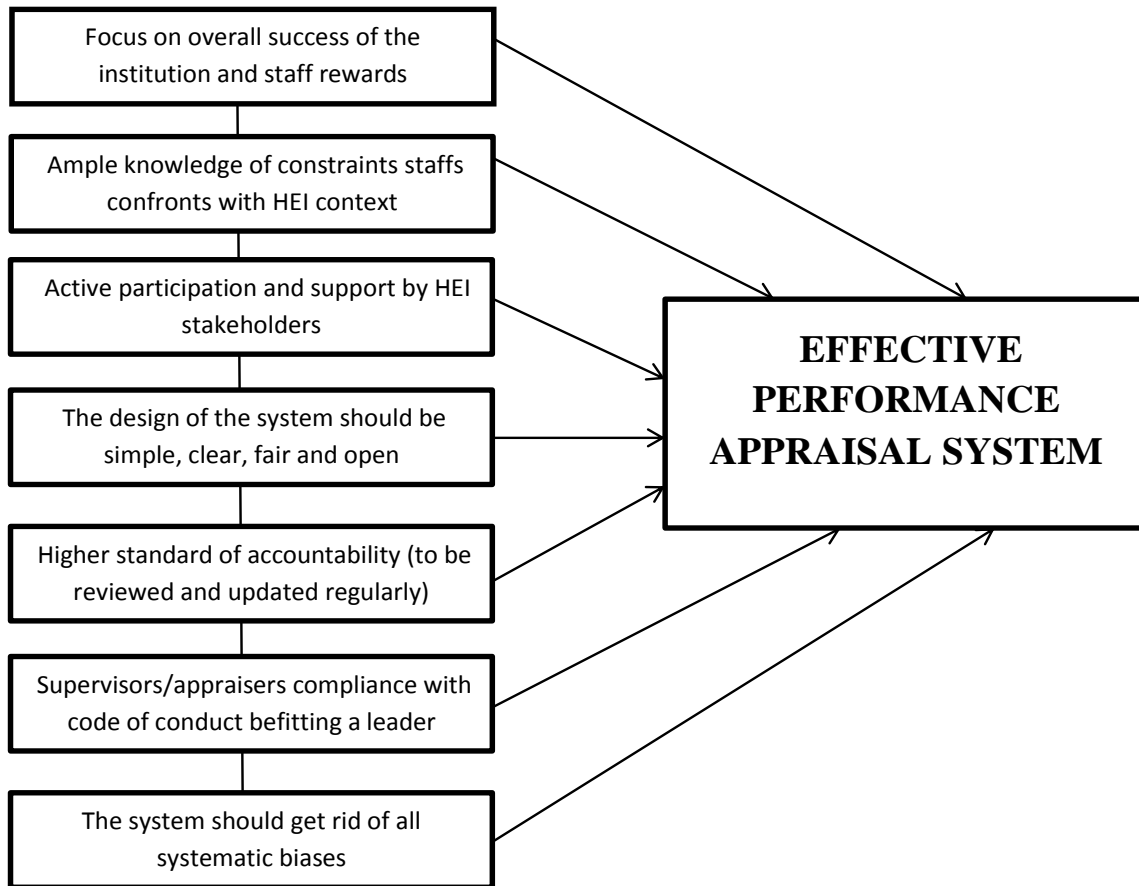 Focus on overall success of the
institution and staff rewards
Ample knowledge of constraints staffs
confronts with HEI context
Active participation and support by HEI
stakeholders
The design of the system should be
simple, clear, fair and open
Higher standard of accountability (to be
reviewed and updated regularly)
Supervisors/appraisers compliance with
code of conduct befitting a leader
The system should get rid of all
systematic biases
EFFECTIVE
PERFORMANCE
APPRAISAL SYSTEM